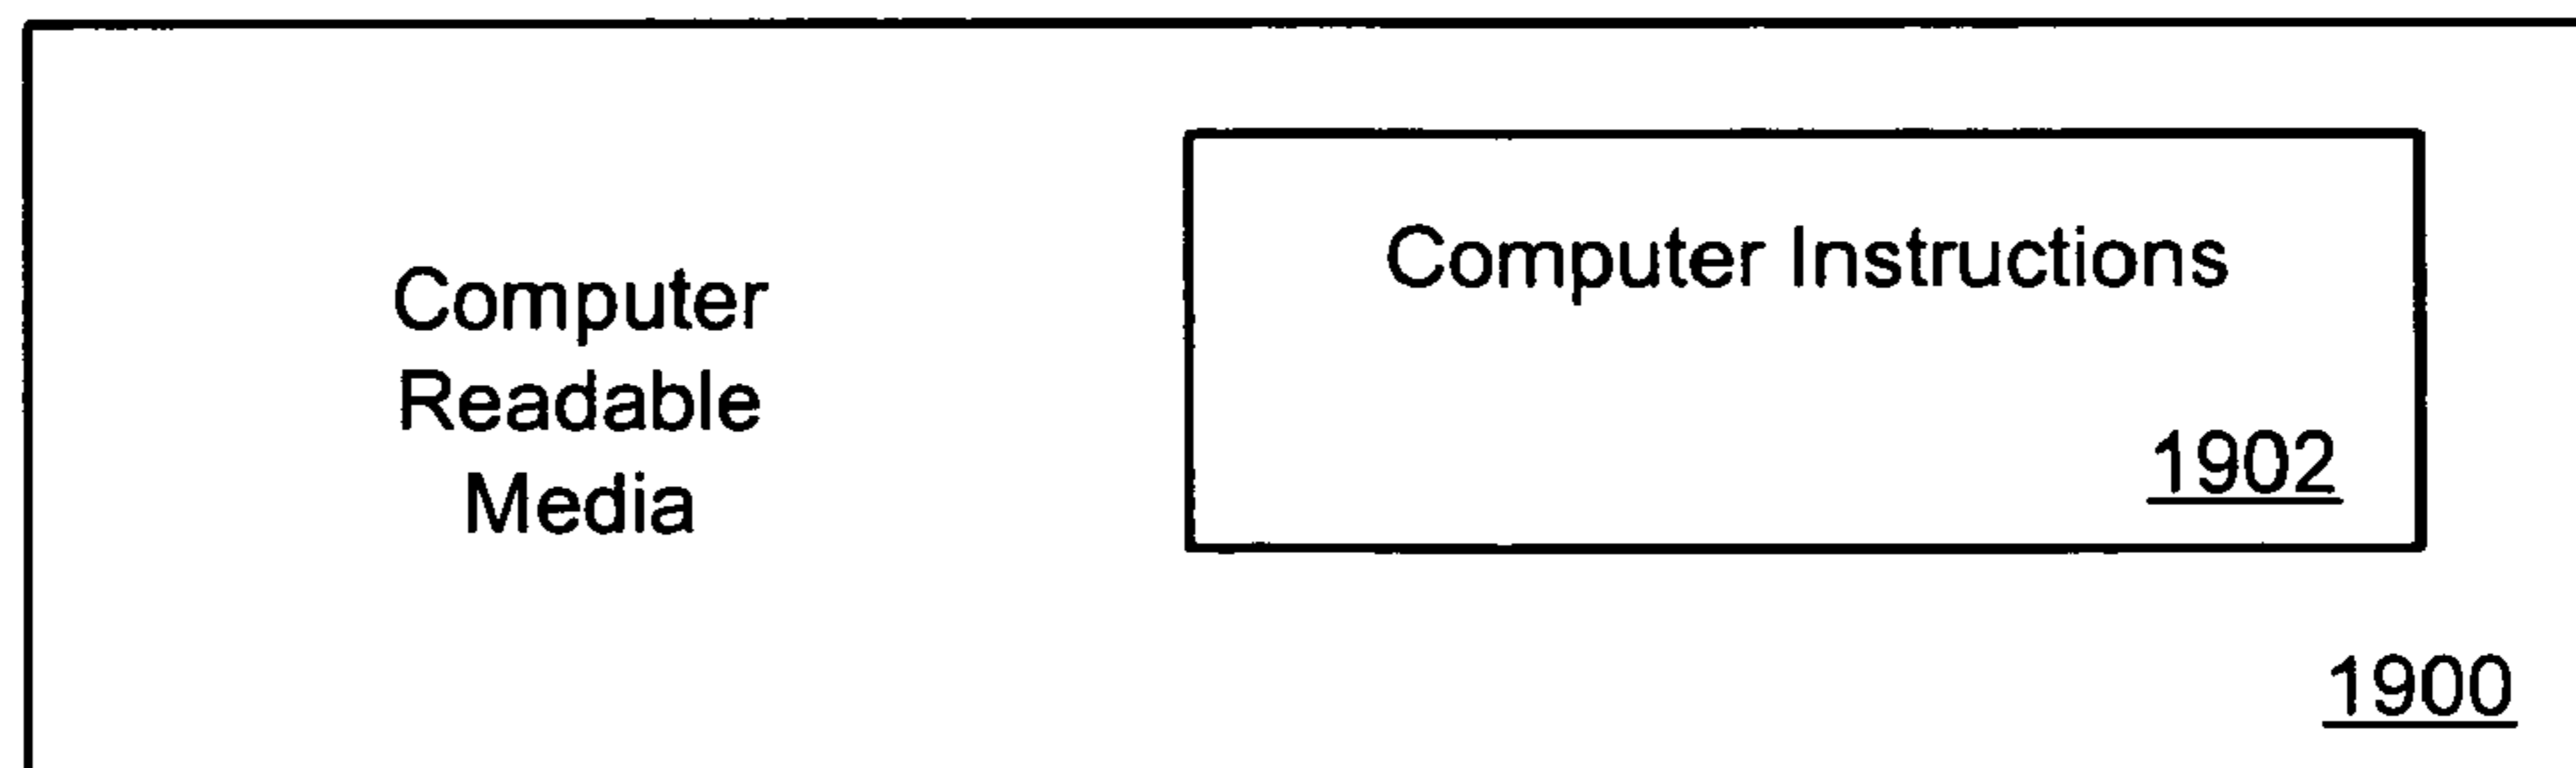 Computer
Readable
Media
Computer Instructions
1902
1900